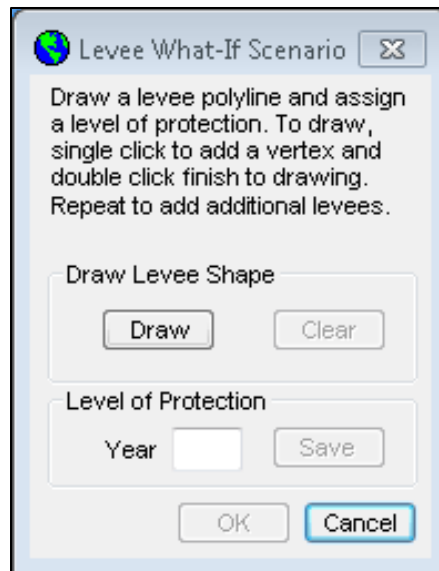 Levee What-If Scenario
Draw a levee polyline and assign
a level of protection. To draw,
single click to add a vertex and
double click finish to drawing.
Repeat to add additional levees.
Draw Levee Shape
Draw Clear
Level of Protection
Year Save
OK Cancel